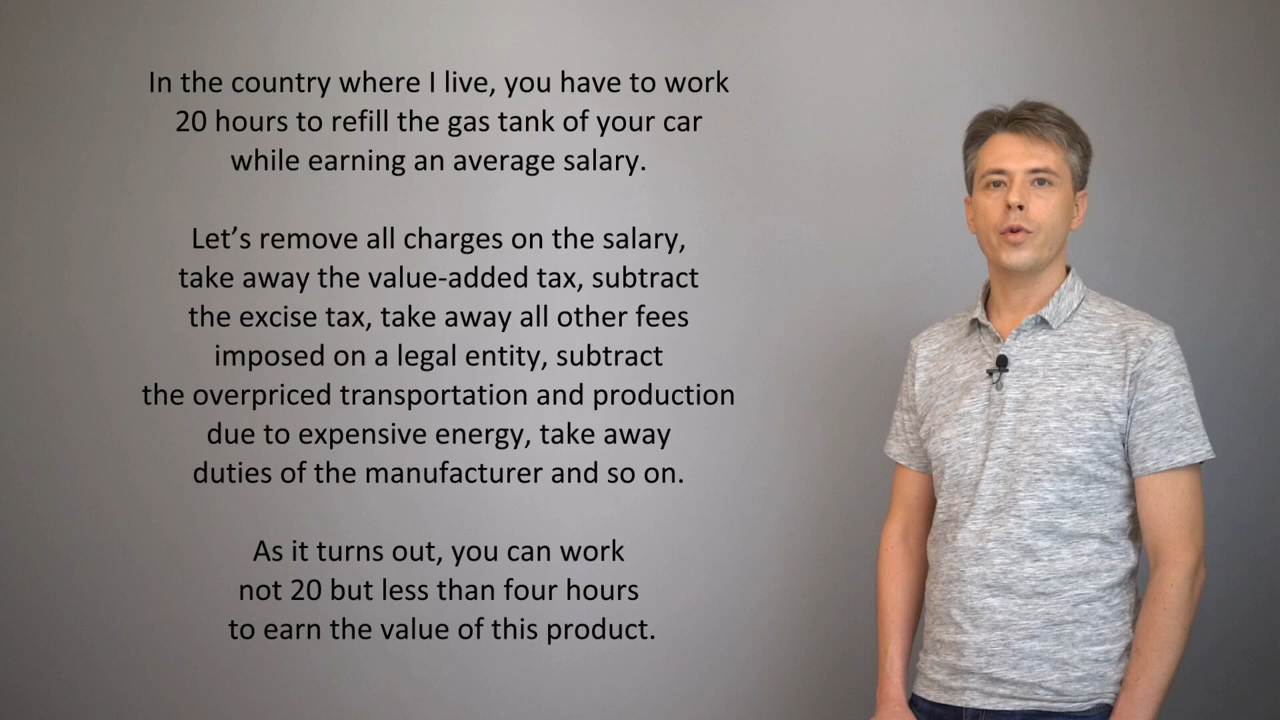 In the country where I live, you have to work
20 hours to refill the gas tank of your car
while earning an average salary.
Let’s remove all charges on the salary,
take away the value-added tax, subtract
the excise tax, take away all other fees
imposed on a legal entity, subtract
the overpriced transportation and production
due to expensive energy, take away
duties of the manufacturer and so on.
As it turns out, you can work
not 20 but less than four hours
to earn the value of this product.